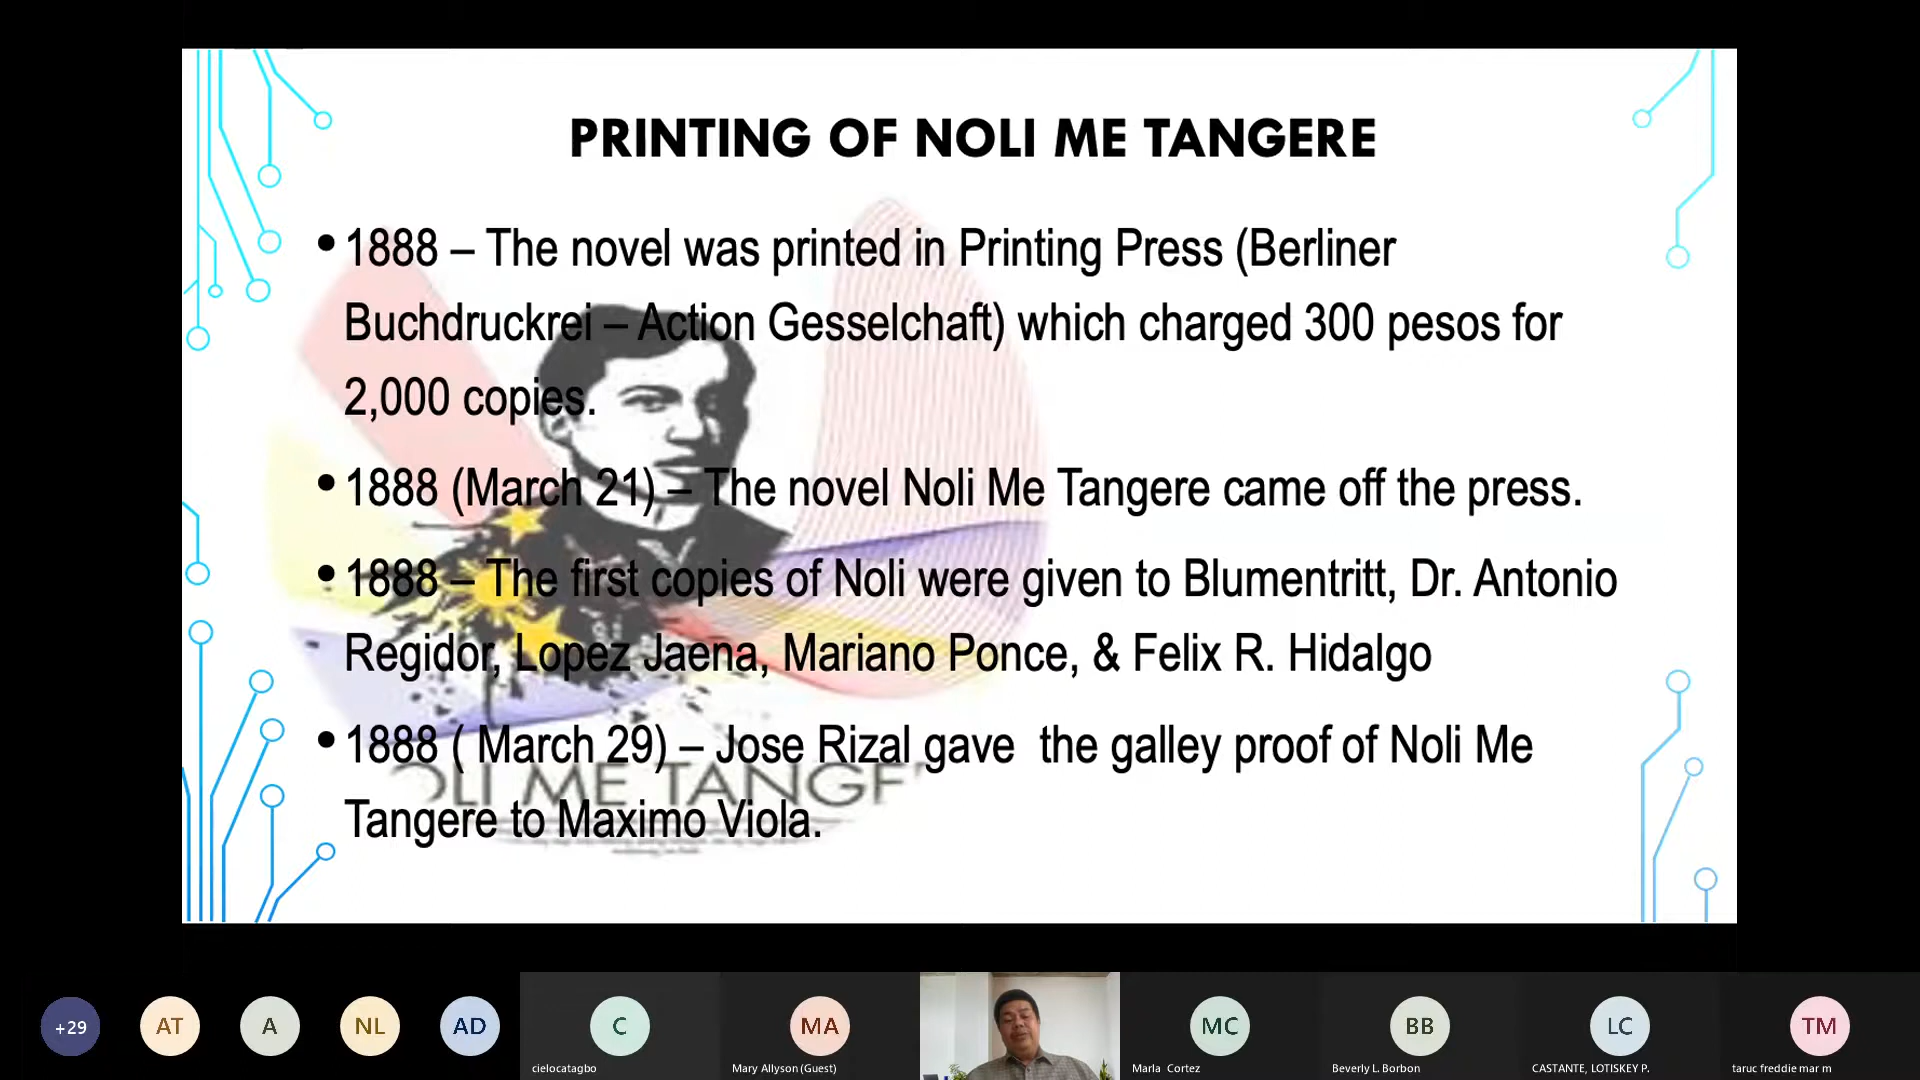 PRINTING OF NOLI ME TANGERE
• 1888 – The novel was printed in Printing Press (Berliner
Buchdruckrei – Action Gesselchaft) which charged 300 pesos for
2,000 copies.
• 1888 (March 21) – The novel Noli Me Tangere came off the press.
• 1888 – The first copies of Noli were given to Blumentritt, Dr. Antonio
Regidor, Lopez Jaena, Mariano Ponce, & Felix R. Hidalgo
• 1888 ( March 29) – Jose Rizal gave  the galley proof of Noli Me
Tangere to Maximo Viola.
OLI ME TANGE
+29 AT A NL AD C MA MC BB LC TM
cielocatagbo Mary Allyson (Guest) Marla Cortez Beverly L. Borbon CASTANTE, LOTISKEY P. taruc freddie mar m